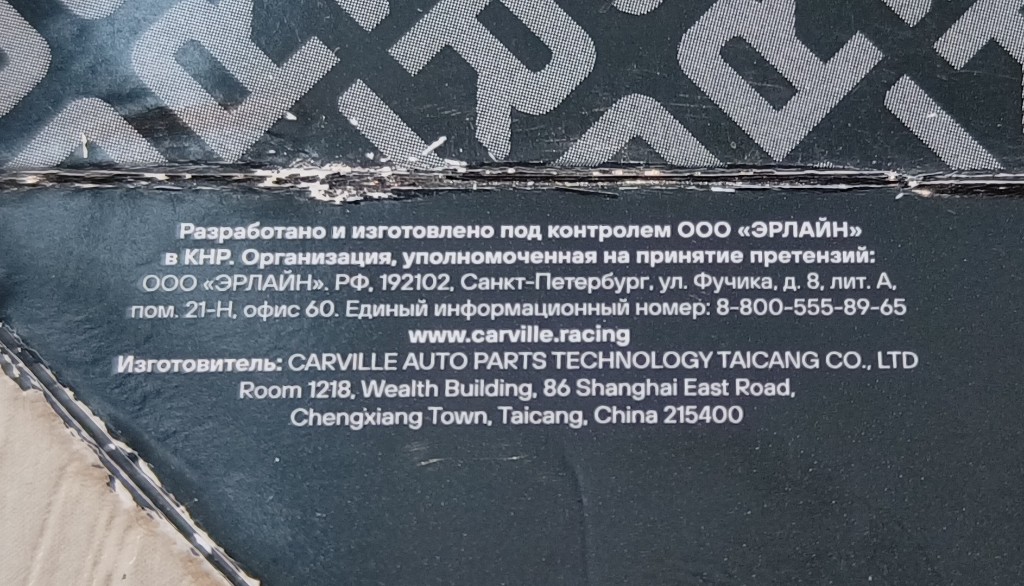 Разработано и изготовлено под контролем ООО «ЭРЛАЙН»
в КНР. Организация, уполномоченная на принятие претензий:
ООО «ЭРЛАЙН». РФ, 192102, Санкт-Петербург, ул. Фучика, д. 8, лит. А,
пом. 21-Н, офис 60. Единый информационный номер: 8-800-555-89-65
www.carville.racing
Изготовитель: CARVILLE AUTO PARTS TECHNOLOGY TAICANG CO., LTD
Room 1218, Wealth Building, 86 Shanghai East Road,
Chengxiang Town, Taicang, China 215400